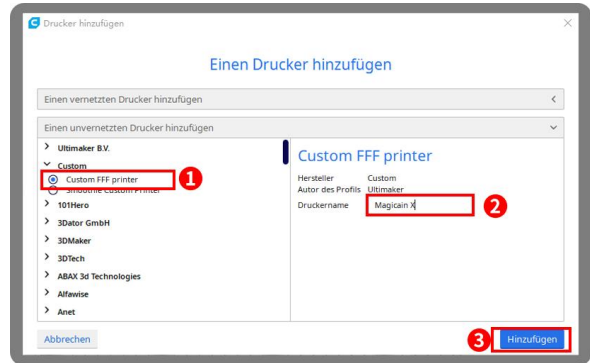 Drucker hinzufügen
Einen Drucker hinzufügen
Einen vernetzten Drucker hinzufügen
Einen unvernetzten Drucker hinzufügen
Ultimaker B.V.
Custom
Custom FFF printer
1
Smoothie Custom Printer
101Hero
3Dator GmbH
3DMaker
3DTech
ABAX 3d Technologies
Alfawise
Anet
Custom FFF printer
Hersteller Custom
Autor des Profils Ultimaker
Druckername Magicain X
2
Abbrechen
3
Hinzufügen